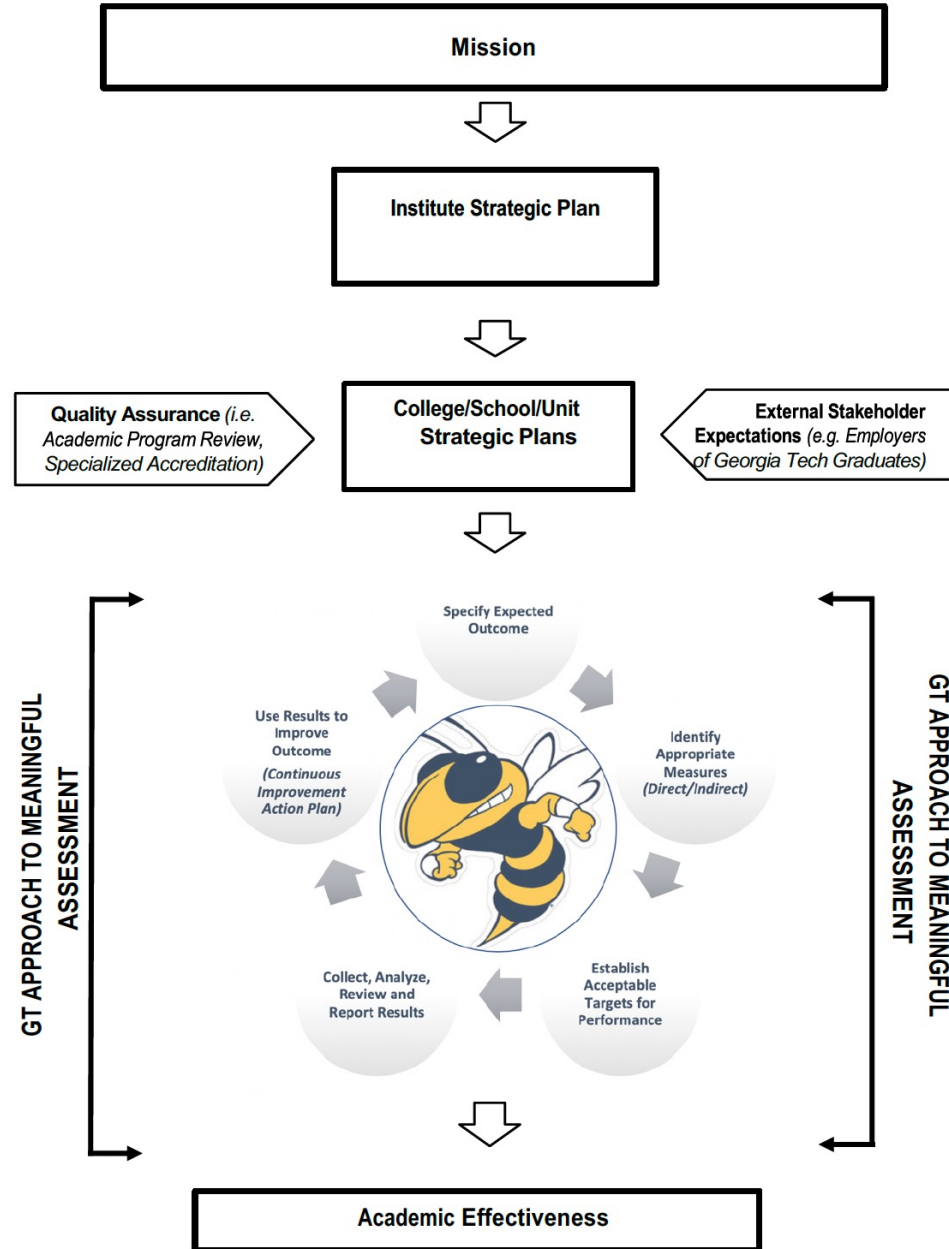 Mission
Institute Strategic Plan
Quality Assurance (i.e.
Academic Program Review,
Specialized Accreditation)
College/School/Unit
Strategic Plans
External Stakeholder
Expectations (e.g. Employers
of Georgia Tech Graduates)
GT APPROACH TO MEANINGFUL
ASSESSMENT
Specify Expected
Outcome
Identify
Appropriate
Measures
(Direct/Indirect)
Establish
Acceptable
Targets for
Performance
Collect, Analyze,
Review and
Report Results
Use Results to
Improve
Outcome
(Continuous
Improvement
Action Plan)
GT APPROACH TO MEANINGFUL
ASSESSMENT
Academic Effectiveness